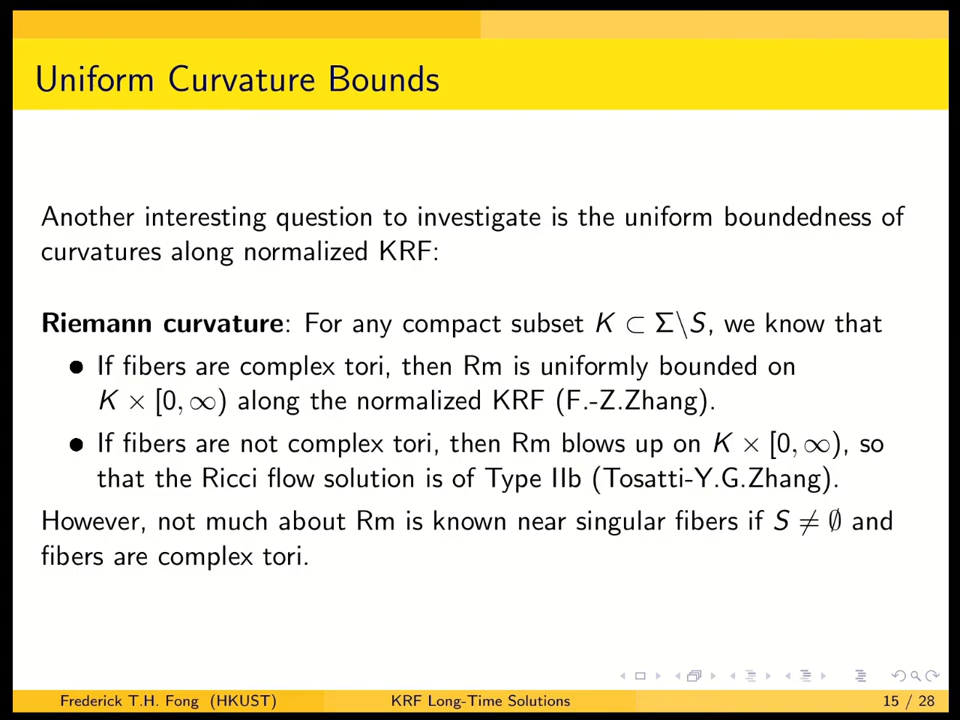 Uniform Curvature Bounds
Another interesting question to investigate is the uniform boundedness of
curvatures along normalized KRF:
Riemann curvature: For any compact subset K ⊂ Σ\S, we know that
● If fibers are complex tori, then Rm is uniformly bounded on
K × [0, ∞) along the normalized KRF (F.-Z.Zhang).
● If fibers are not complex tori, then Rm blows up on K × [0, ∞), so
that the Ricci flow solution is of Type IIb (Tosatti-Y.G.Zhang).
However, not much about Rm is known near singular fibers if S ≠ ∅ and
fibers are complex tori.
Frederick T.H. Fong (HKUST) KRF Long-Time Solutions 15 / 28